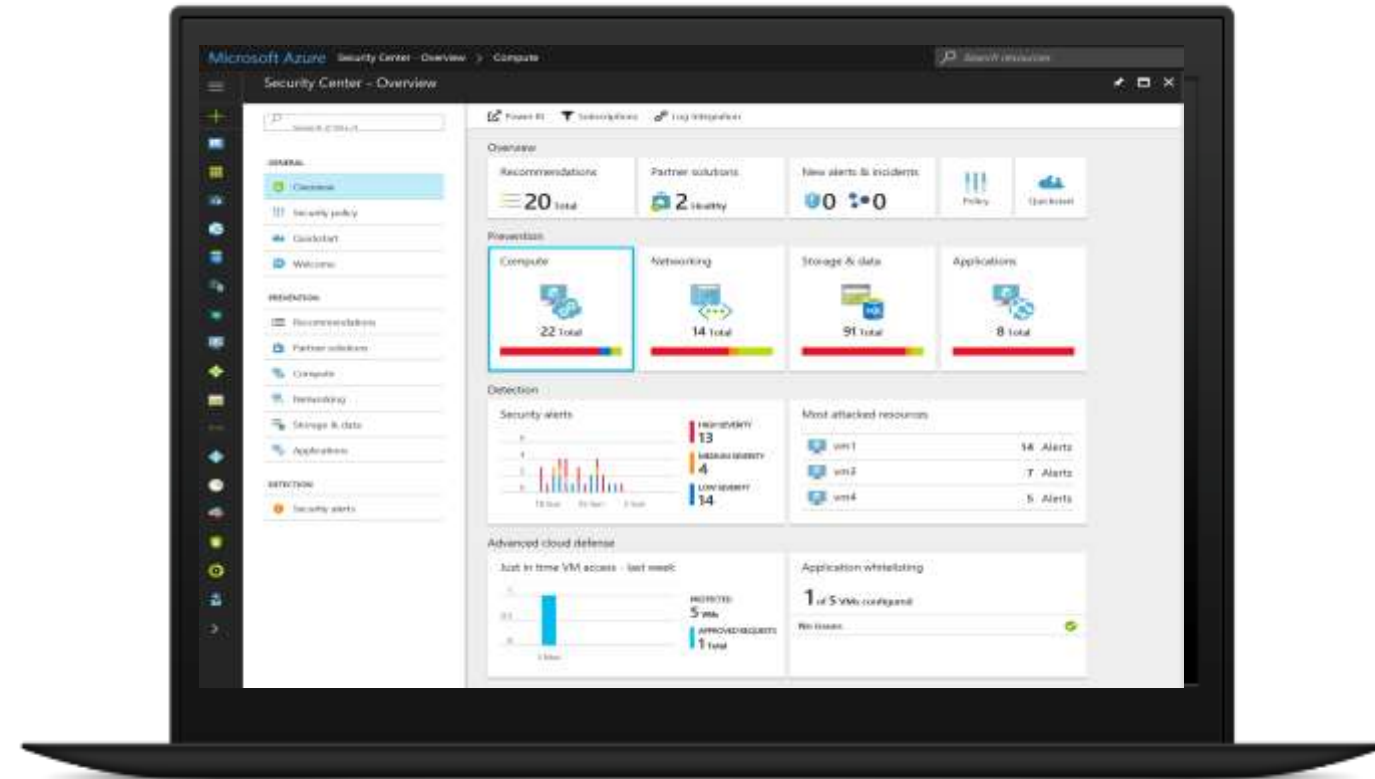 Microsoft Azure Security Center - Overview > Compute
Search resources
Security Center - Overview
Power BI Subscriptions Log Integration
GENERAL
Overview
Security policy
Quickstart
Welcome
PREVENTION
Recommendations
Partner solutions
Compute
Networking
Storage & data
Applications
DETECTION
Security alerts
Overview
Recommendations
20 Total
Partner solutions
2 Healthy
New alerts & incidents
0 0
Policy
Quickstart
Prevention
Compute
22 Total
Networking
14 Total
Storage & data
SQL
91 Total
Applications
8 Total
Detection
Security alerts
HIGH SEVERITY
13
MEDIUM SEVERITY
4
LOW SEVERITY
14
Most attacked resources
vm1 14 Alerts
vm3 7 Alerts
vm4 5 Alerts
Advanced cloud defense
Just in time VM access - last week
PROTECTED
5 VMs
APPROVED REQUESTS
1 Total
Application whitelisting
1 of 5 VMs configured
No issues